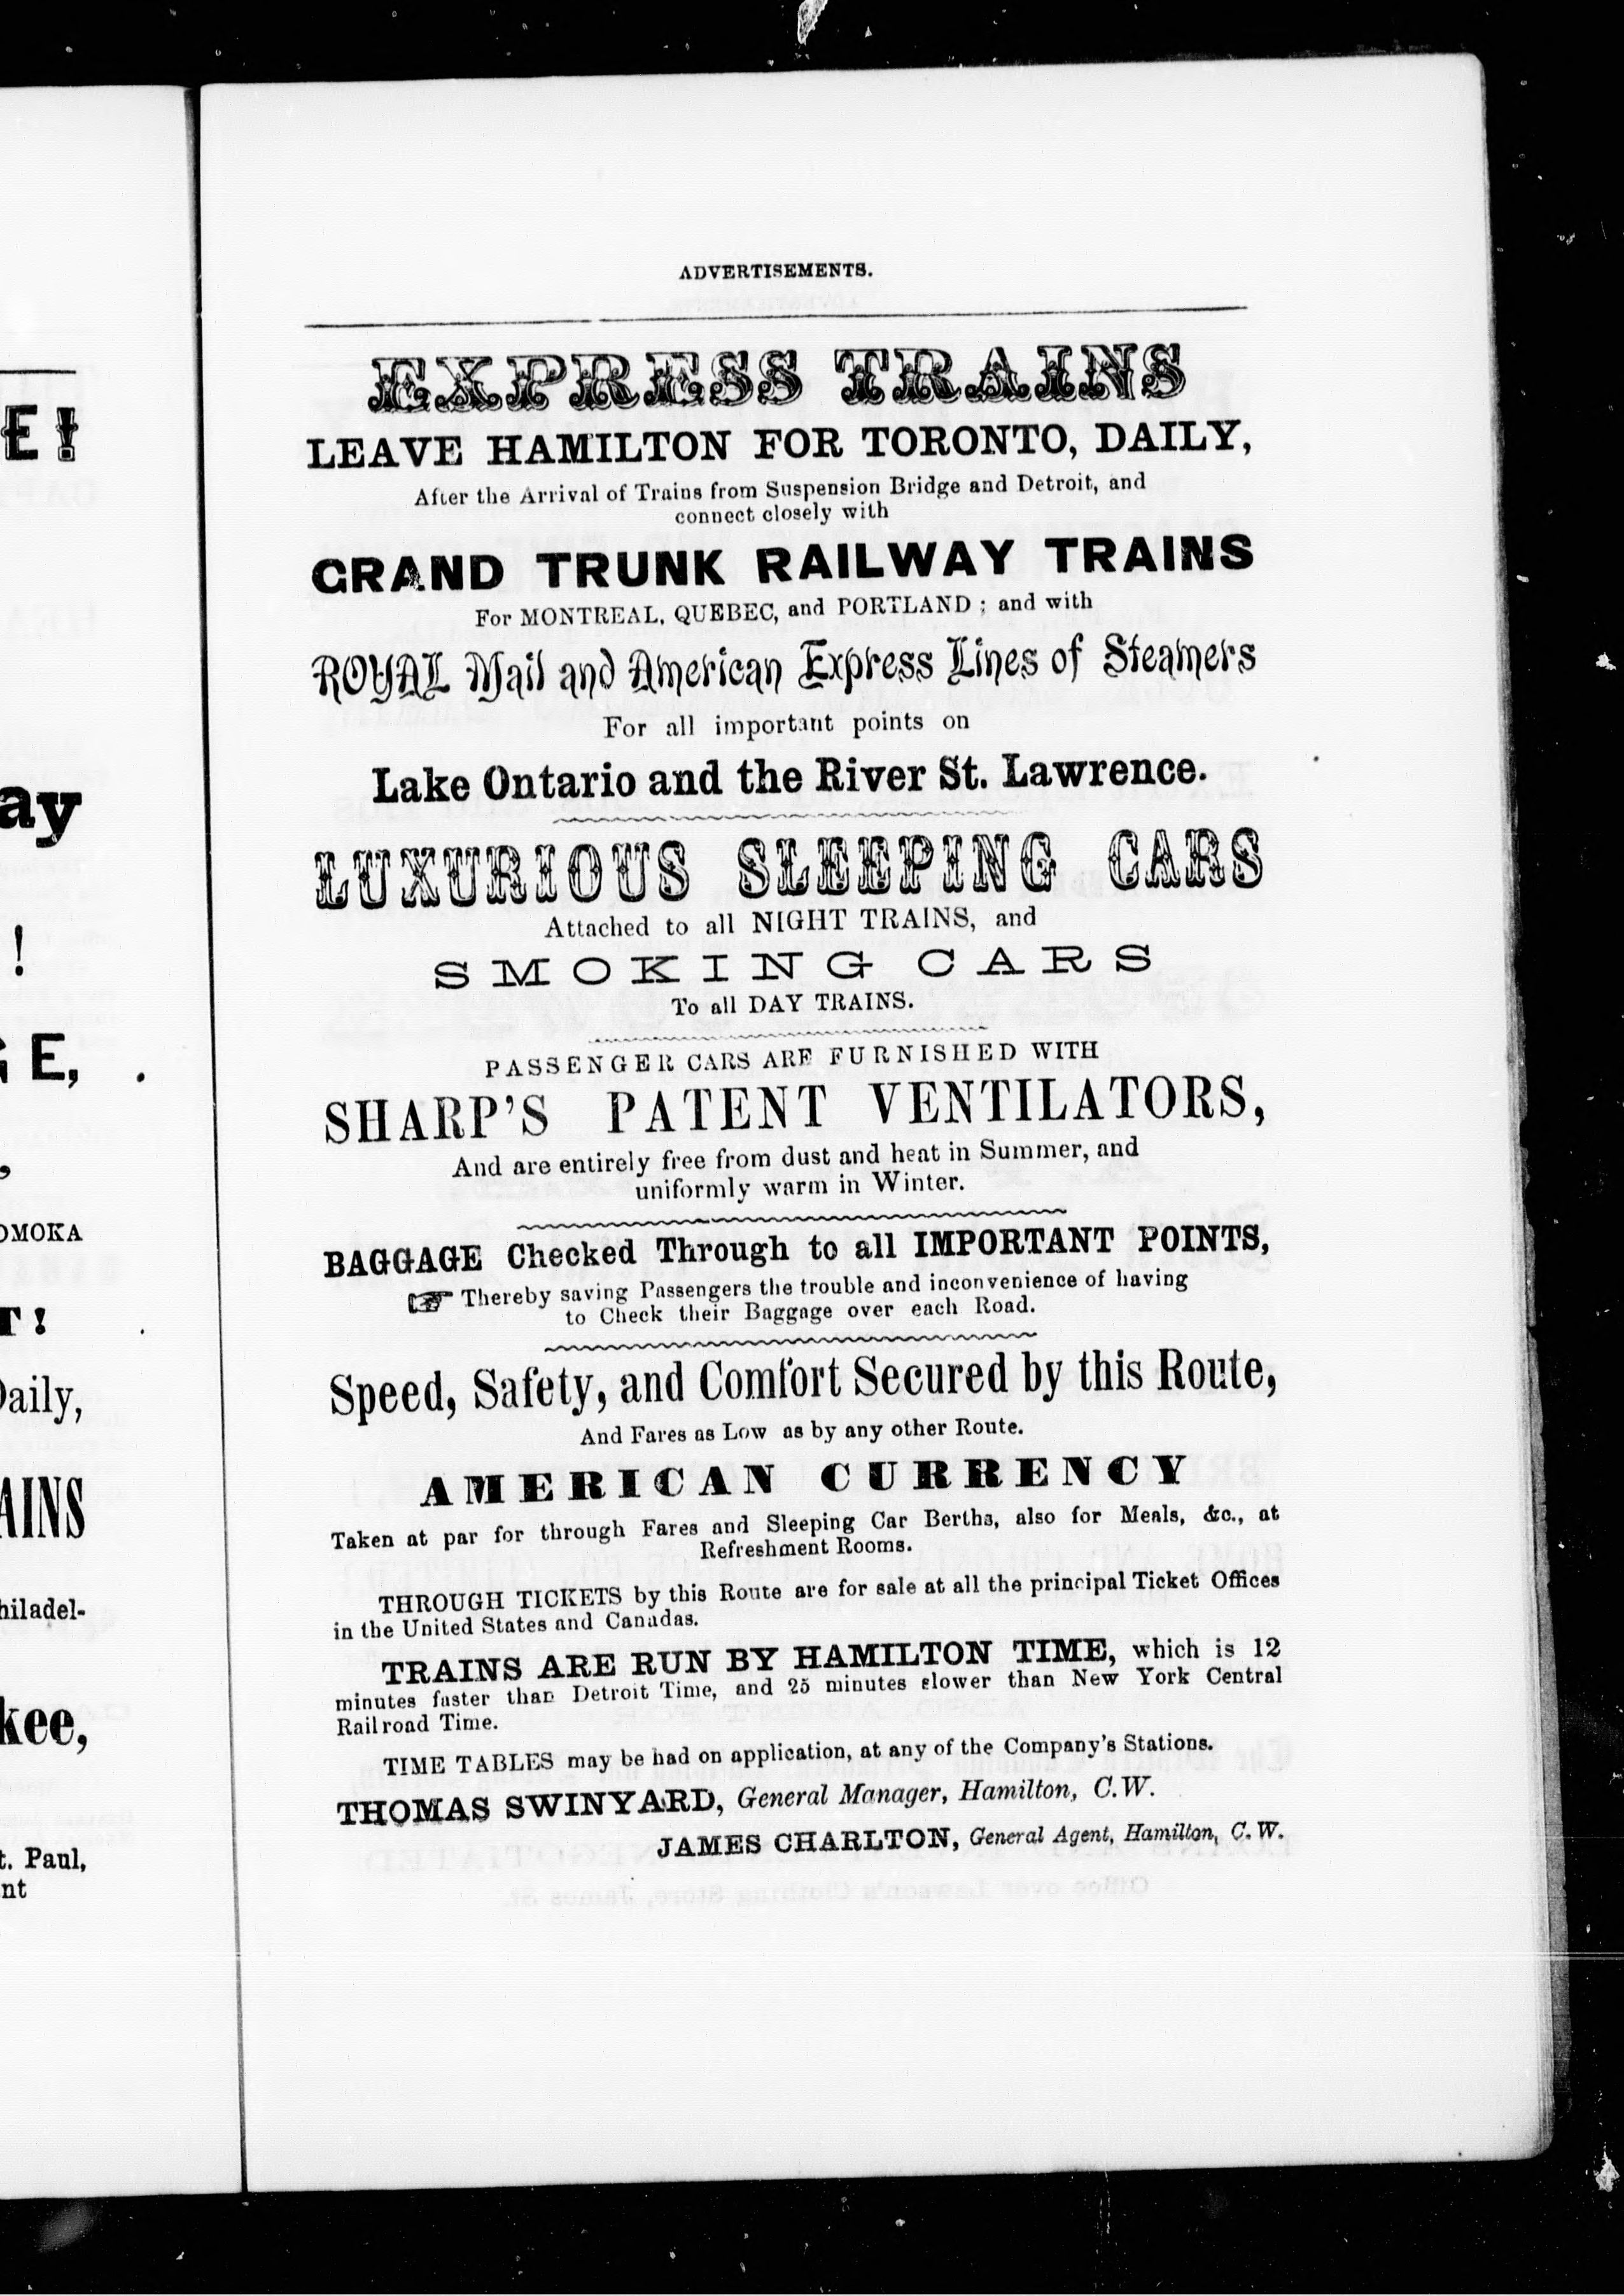 E!
ay
!
GE,
OMOKA
T!
Daily,
AINS
hiladel-
kee,
t. Paul,
nt
ADVERTISEMENTS.
EXPRESS TRAINS
LEAVE HAMILTON FOR TORONTO, DAILY,
After the Arrival of Trains from Suspension Bridge and Detroit, and
connect closely with
GRAND TRUNK RAILWAY TRAINS
For MONTREAL, QUEBEC, and PORTLAND ; and with
ROYAL Mail and American Express Lines of Steamers
For all important points on
Lake Ontario and the River St. Lawrence.
LUXURIOUS SLEEPING CARS
Attached to all NIGHT TRAINS, and
SMOKING CARS
To all DAY TRAINS.
PASSENGER CARS ARE FURNISHED WITH
SHARP'S PATENT VENTILATORS,
And are entirely free from dust and heat in Summer, and
uniformly warm in Winter.
BAGGAGE Checked Through to all IMPORTANT POINTS,
☞ Thereby saving Passengers the trouble and inconvenience of having
to Check their Baggage over each Road.
Speed, Safety, and Comfort Secured by this Route,
And Fares as Low as by any other Route.
AMERICAN CURRENCY
Taken at par for through Fares and Sleeping Car Berths, also for Meals, &c., at
Refreshment Rooms.
THROUGH TICKETS by this Route are for sale at all the principal Ticket Offices
in the United States and Canadas.
TRAINS ARE RUN BY HAMILTON TIME, which is 12
minutes faster than Detroit Time, and 25 minutes slower than New York Central
Railroad Time.
TIME TABLES may be had on application, at any of the Company's Stations.
THOMAS SWINYARD, General Manager, Hamilton, C.W.
JAMES CHARLTON, General Agent, Hamilton, C.W.